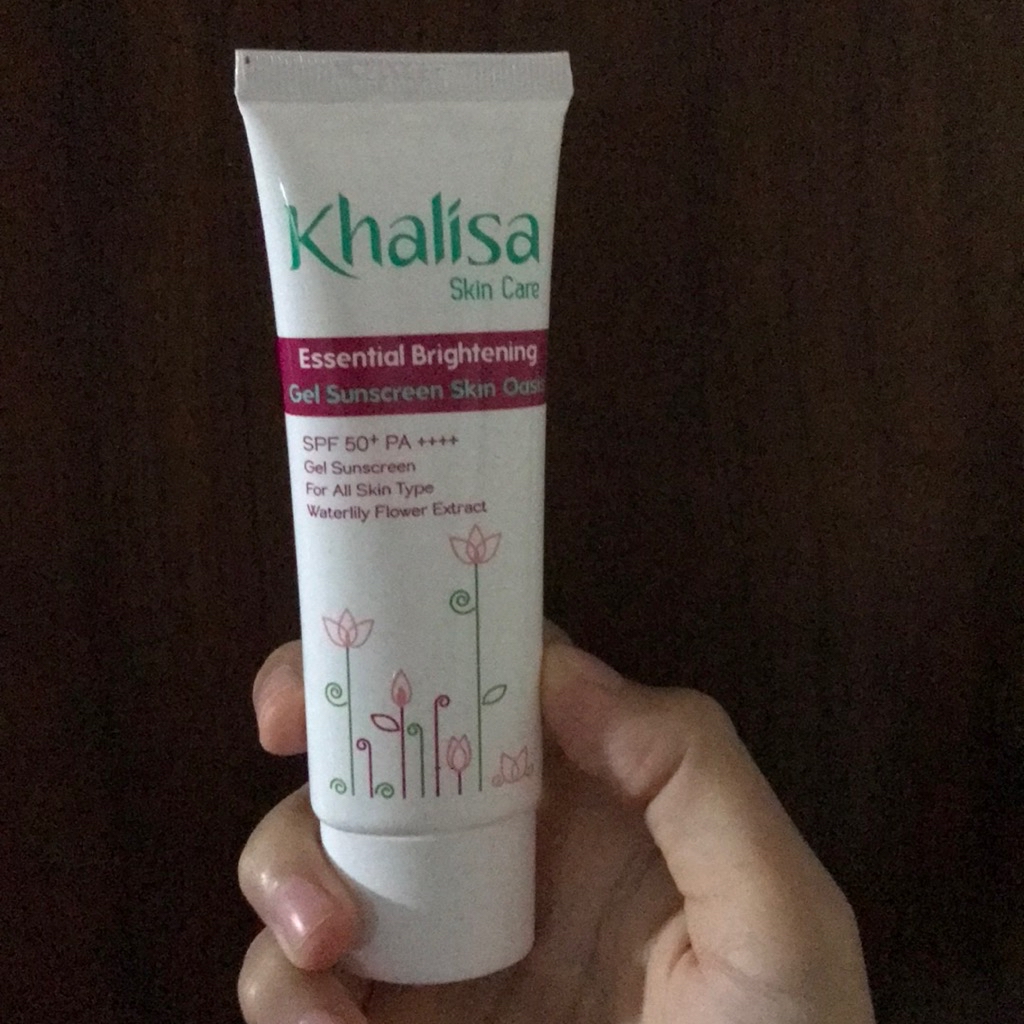 Khalisa
Skin Care
Essential Brightening
Gel Sunscreen Skin Oasis
SPF 50+ PA ++++
Gel Sunscreen
For All Skin Type
Waterlily Flower Extract